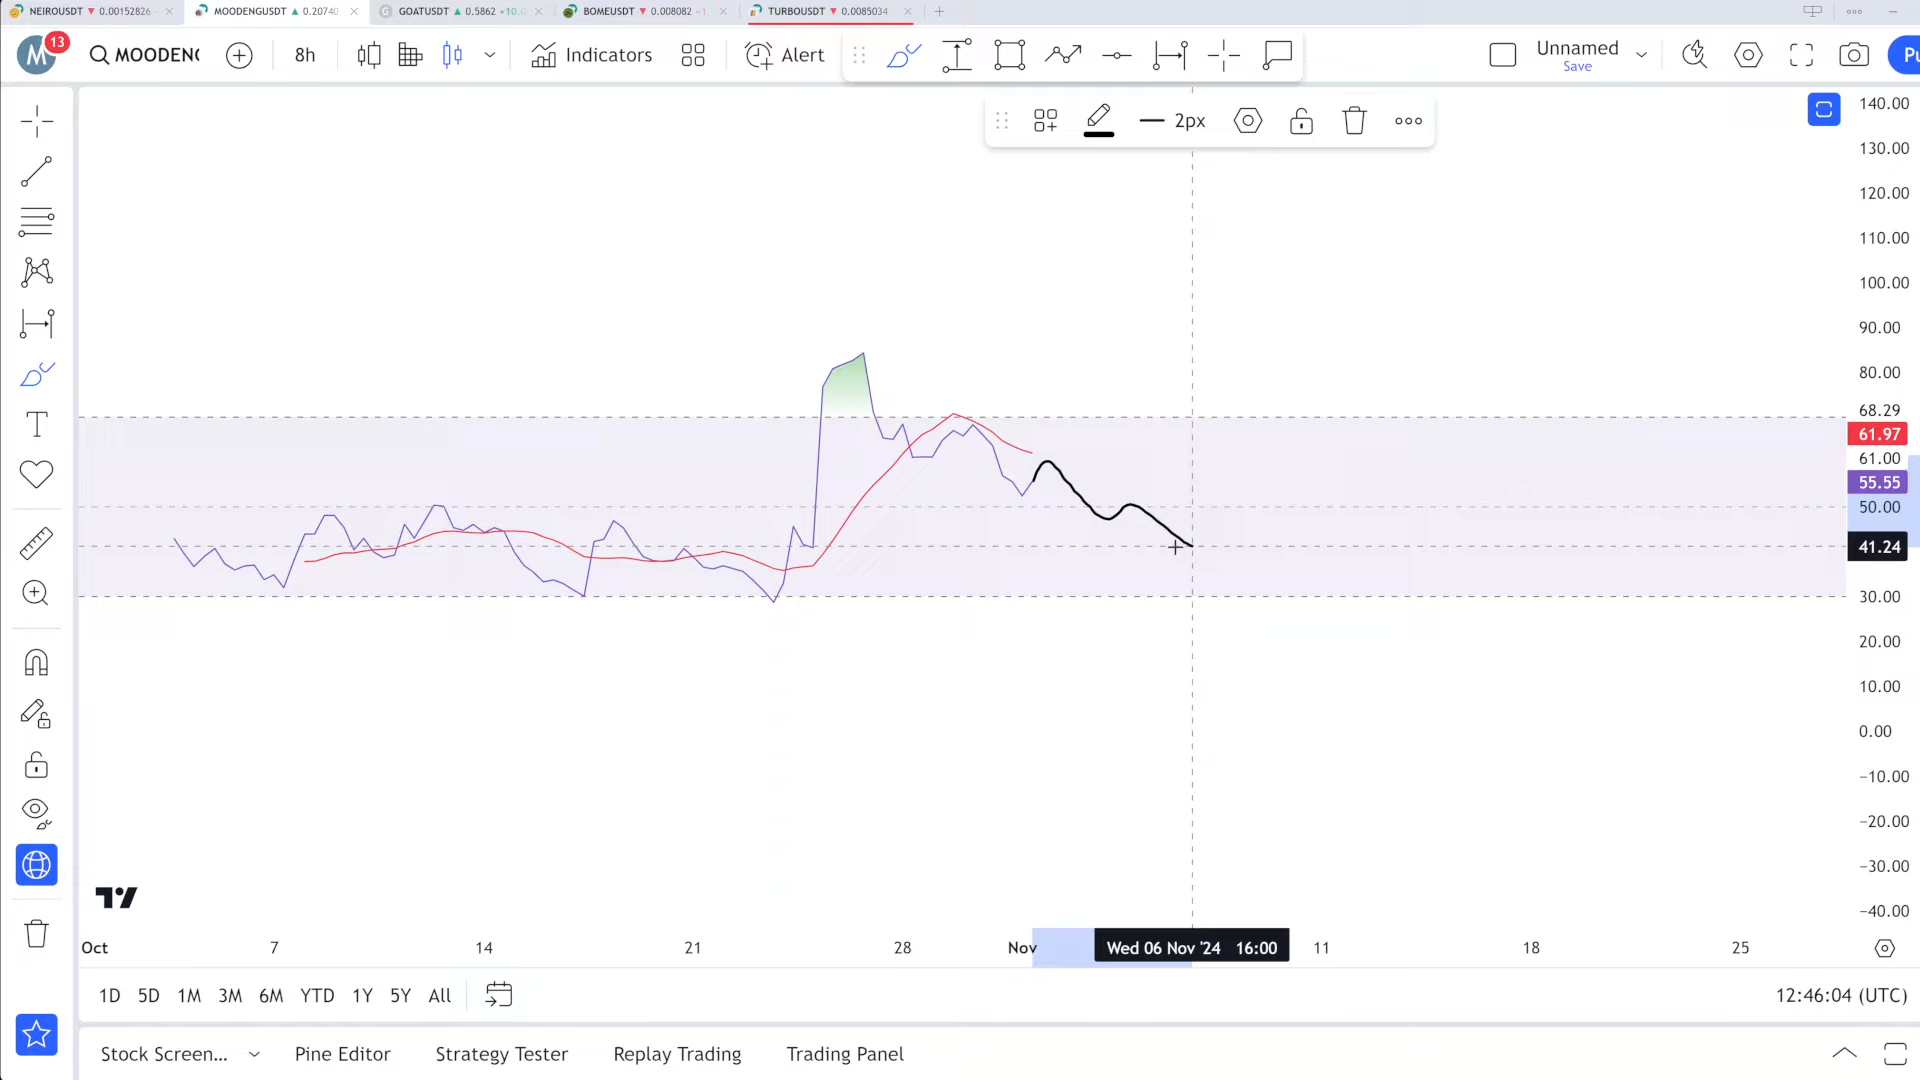 NEIROUSDT ▼ 0.00152826
MOODENGUSDT ▲ 0.20740
GOATUSDT ▲ 0.5862 +10.
BOMEUSDT ▼ 0.008082 −1
TURBOUSDT ▼ 0.0085034
M 13
MOODEN
8h
Indicators
Alert
Unnamed
Save
Pu
2px
140.00
130.00
120.00
110.00
100.00
90.00
80.00
68.29
61.97
61.00
55.55
50.00
41.24
30.00
20.00
10.00
0.00
−10.00
−20.00
−30.00
−40.00
Oct 7 14 21 28 Nov Wed 06 Nov '24 16:00 11 18 25
1D 5D 1M 3M 6M YTD 1Y 5Y All
12:46:04 (UTC)
Stock Screen... Pine Editor Strategy Tester Replay Trading Trading Panel